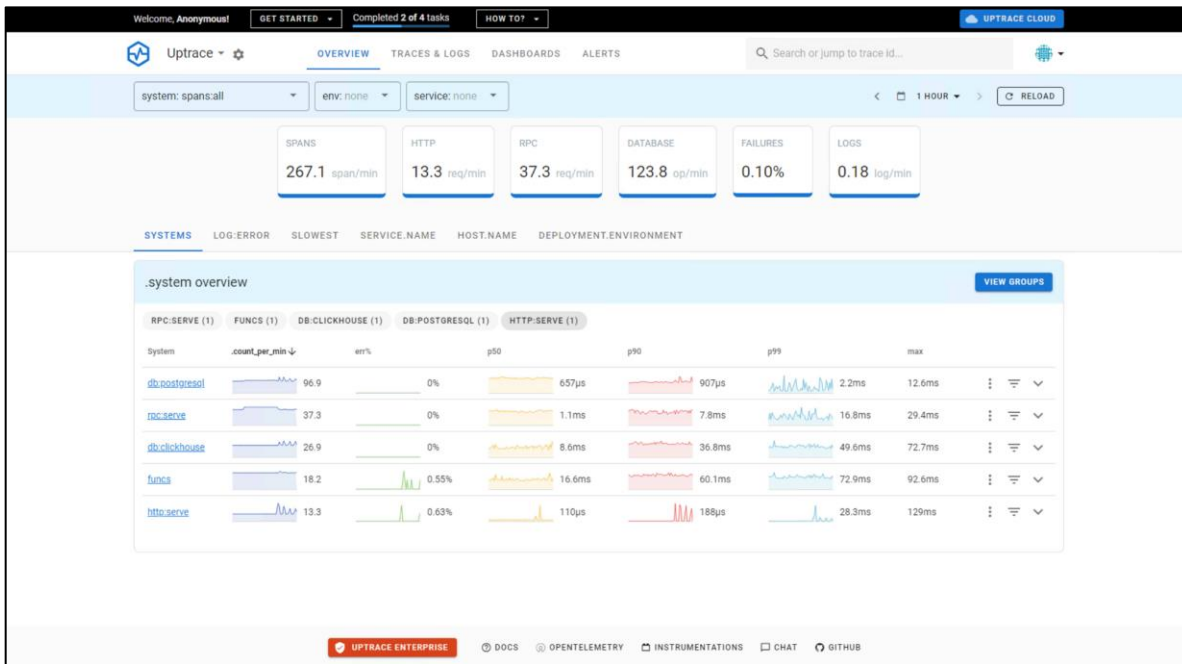 Welcome, Anonymous! GET STARTED Completed 2 of 4 tasks HOW TO? UPTRACE CLOUD
Uptrace OVERVIEW TRACES & LOGS DASHBOARDS ALERTS Search or jump to trace id...
system: spans:all env: none service: none 1 HOUR RELOAD
SPANS HTTP RPC DATABASE FAILURES LOGS
267.1 span/min 13.3 req/min 37.3 req/min 123.8 op/min 0.10% 0.18 log/min
SYSTEMS LOG:ERROR SLOWEST SERVICE.NAME HOST.NAME DEPLOYMENT.ENVIRONMENT
.system overview VIEW GROUPS
RPC:SERVE (1) FUNCS (1) DB:CLICKHOUSE (1) DB:POSTGRESQL (1) HTTP:SERVE (1)
System .count_per_min err% p50 p90 p99 max
db:postgresql 96.9 0% 657µs 907µs 2.2ms 12.6ms
rpc:serve 37.3 0% 1.1ms 7.8ms 16.8ms 29.4ms
db:clickhouse 26.9 0% 8.6ms 36.8ms 49.6ms 72.7ms
funcs 18.2 0.55% 16.6ms 60.1ms 72.9ms 92.6ms
http:serve 13.3 0.63% 110µs 188µs 28.3ms 129ms
UPTRACE ENTERPRISE DOCS OPENTELEMETRY INSTRUMENTATIONS CHAT GITHUB